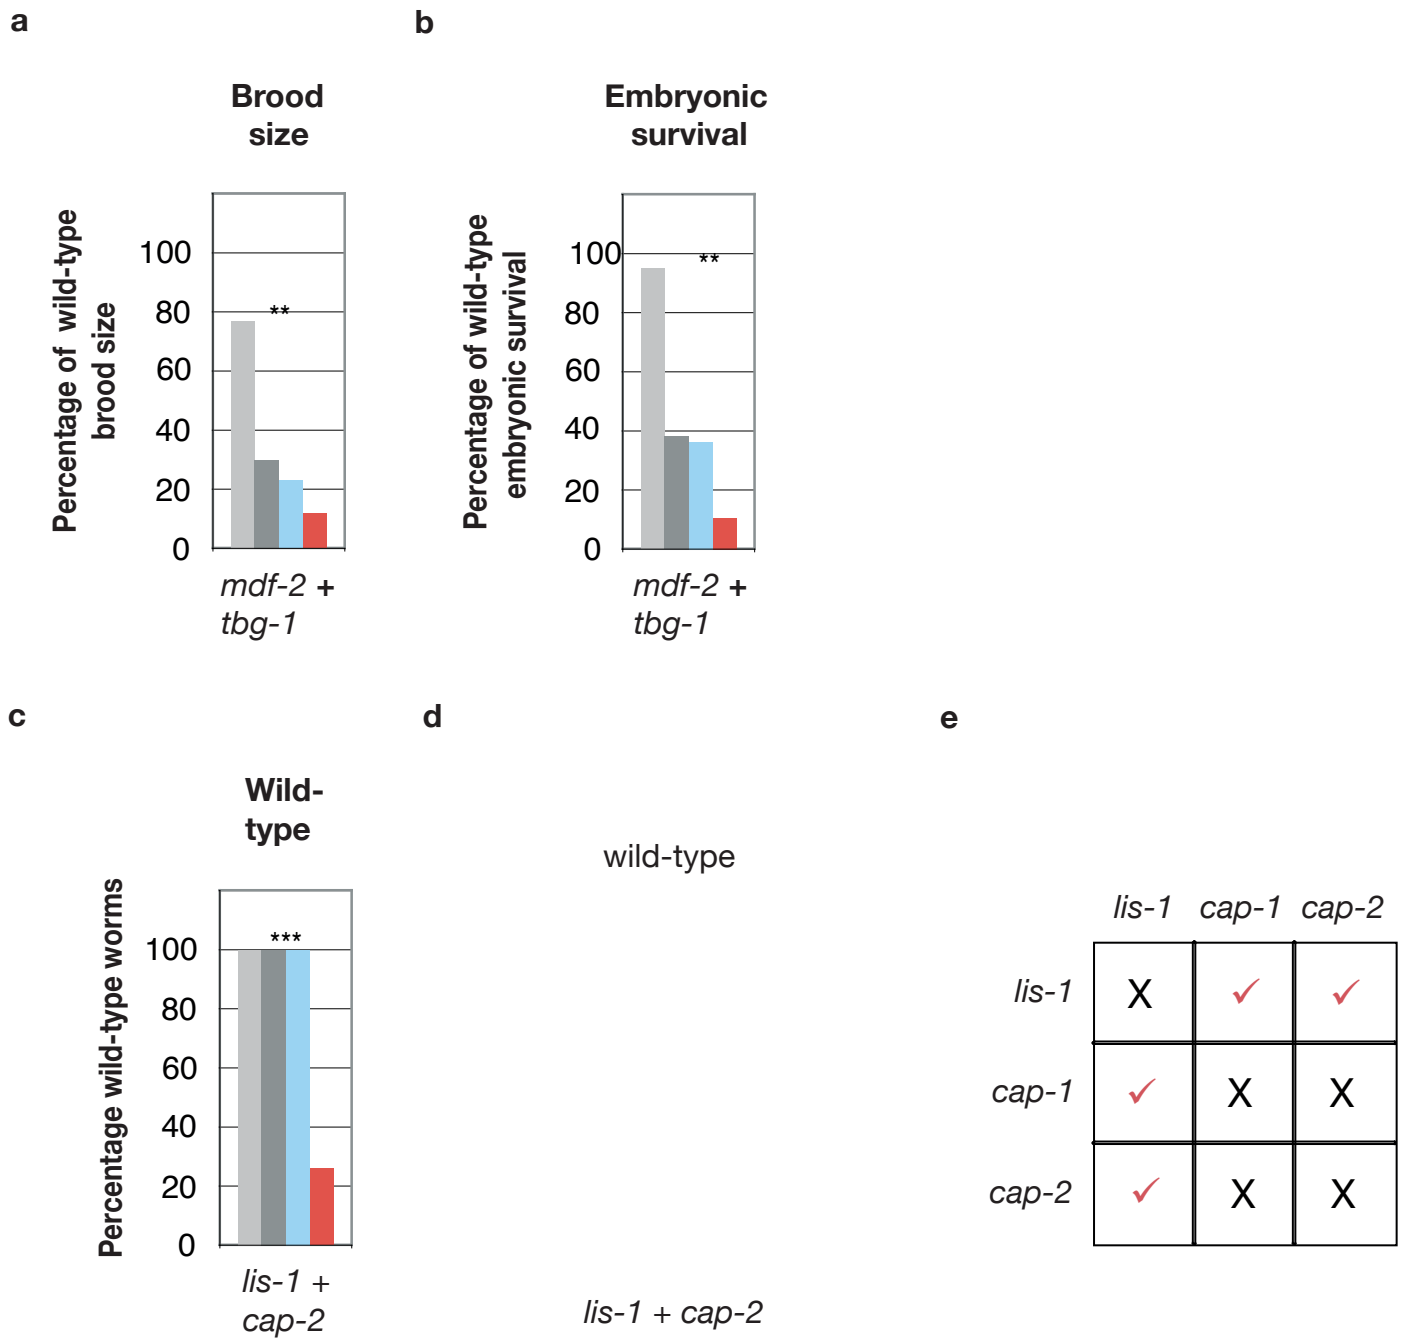 a
Brood
size
Percentage of wild-type
brood size
100
80
60
40
20
0
**
mdf-2 +
tbg-1
b
Embryonic
survival
Percentage of wild-type
embryonic survival
100
80
60
40
20
0
**
mdf-2 +
tbg-1
c
Wild-
type
Percentage wild-type worms
100
80
60
40
20
0
***
lis-1 +
cap-2
d
wild-type
lis-1 + cap-2
e
lis-1 cap-1 cap-2
lis-1 X ✓ ✓
cap-1 ✓ X X
cap-2 ✓ X X